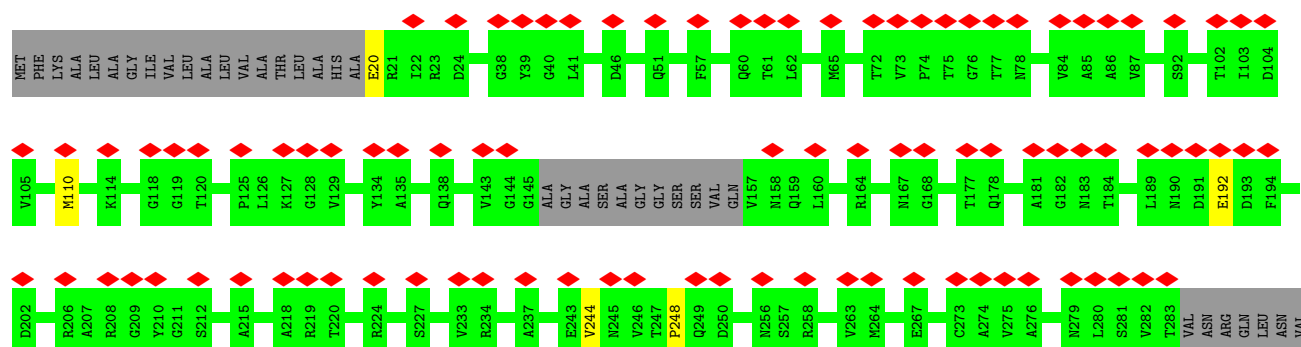 MET PHE LYS ALA LEU ALA GLY ILE VAL LEU ALA LEU VAL ALA THR LEU ALA HIS ALA E20 R21 I22 R23 D24 G38 Y39 G40 L41 D46 Q51 F57 Q60 T61 L62 M65 T72 V73 P74 T75 G76 T77 N78 V84 A85 A86 V87 S92 T102 I103 D104
V105 M110 K114 G118 G119 T120 P125 L126 K127 G128 V129 Y134 A135 Q138 V143 G144 G145 ALA GLY ALA SER ALA GLY GLY SER SER VAL GLN V157 N158 Q159 L160 R164 N167 G168 T177 Q178 A181 G182 N183 T184 L189 N190 D191 E192 D193 F194
D202 R206 A207 R208 G209 Y210 G211 S212 A215 A218 R219 T220 R224 S227 V233 R234 A237 E243 V244 N245 V246 T247 P248 Q249 D250 N256 S257 R258 V263 M264 E267 C273 A274 V275 A276 N279 L280 S281 V282 T283 VAL ASN ARG GLN LEU ASN VAL